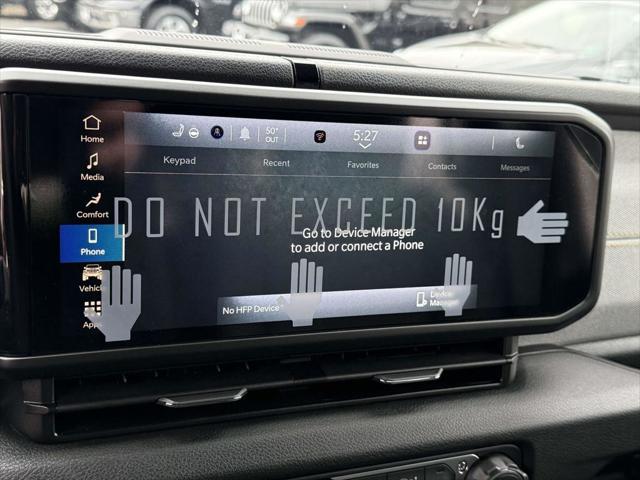 Home
50°
OUT
5:27
Keypad
Recent
Favorites
Contacts
Messages
Media
Comfort
DO NOT EXCEED 10Kg
Phone
Go to Device Manager
to add or connect a Phone
Vehicle
Apps
No HFP Device
Device
Manager